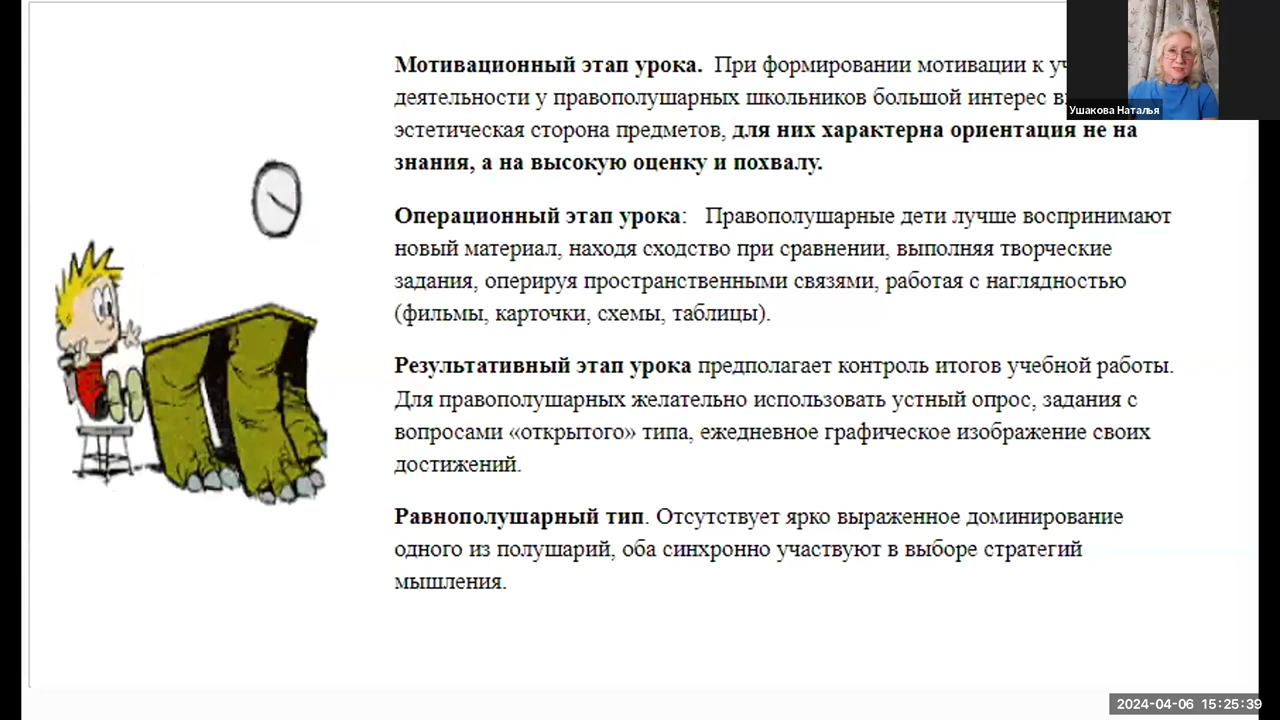 Мотивационный этап урока. При формировании мотивации к
деятельности у правополушарных школьников большой интерес
эстетическая сторона предметов, для них характерна ориентация не на
знания, а на высокую оценку и похвалу.
Операционный этап урока: Правополушарные дети лучше воспринимают
новый материал, находя сходство при сравнении, выполняя творческие
задания, оперируя пространственными связями, работая с наглядностью
(фильмы, карточки, схемы, таблицы).
Результативный этап урока предполагает контроль итогов учебной работы.
Для правополушарных желательно использовать устный опрос, задания с
вопросами «открытого» типа, ежедневное графическое изображение своих
достижений.
Равнополушарный тип. Отсутствует ярко выраженное доминирование
одного из полушарий, оба синхронно участвуют в выборе стратегий
мышления.
Ушакова Наталья
2024-04-06 15:25:39